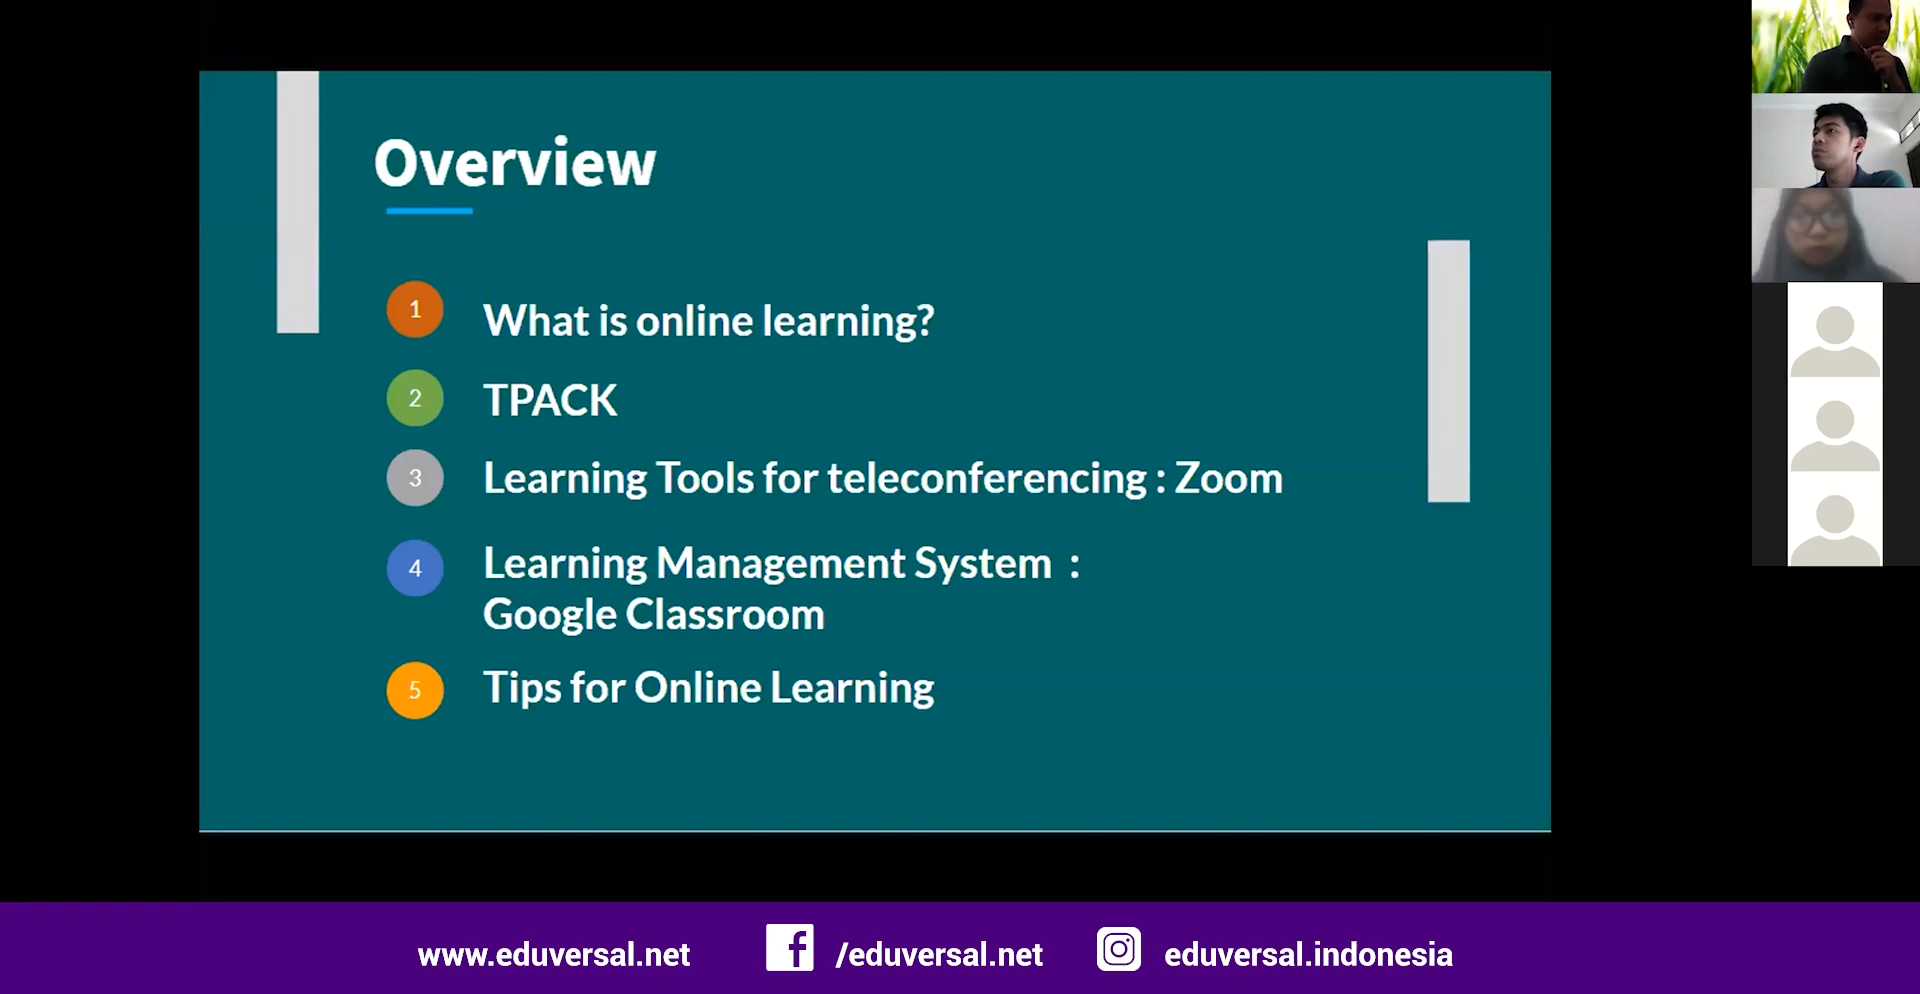 Overview
1 What is online learning?
2 TPACK
3 Learning Tools for teleconferencing : Zoom
4 Learning Management System :
Google Classroom
5 Tips for Online Learning
www.eduversal.net /eduversal.net eduversal.indonesia